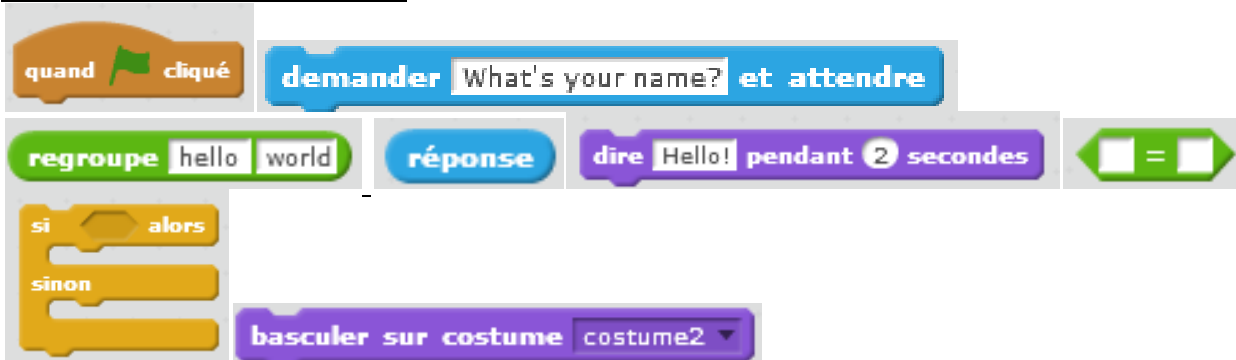 quand cliqué
demander What's your name? et attendre
regroupe hello world
réponse
dire Hello! pendant 2 secondes
=
si alors
sinon
basculer sur costume costume2